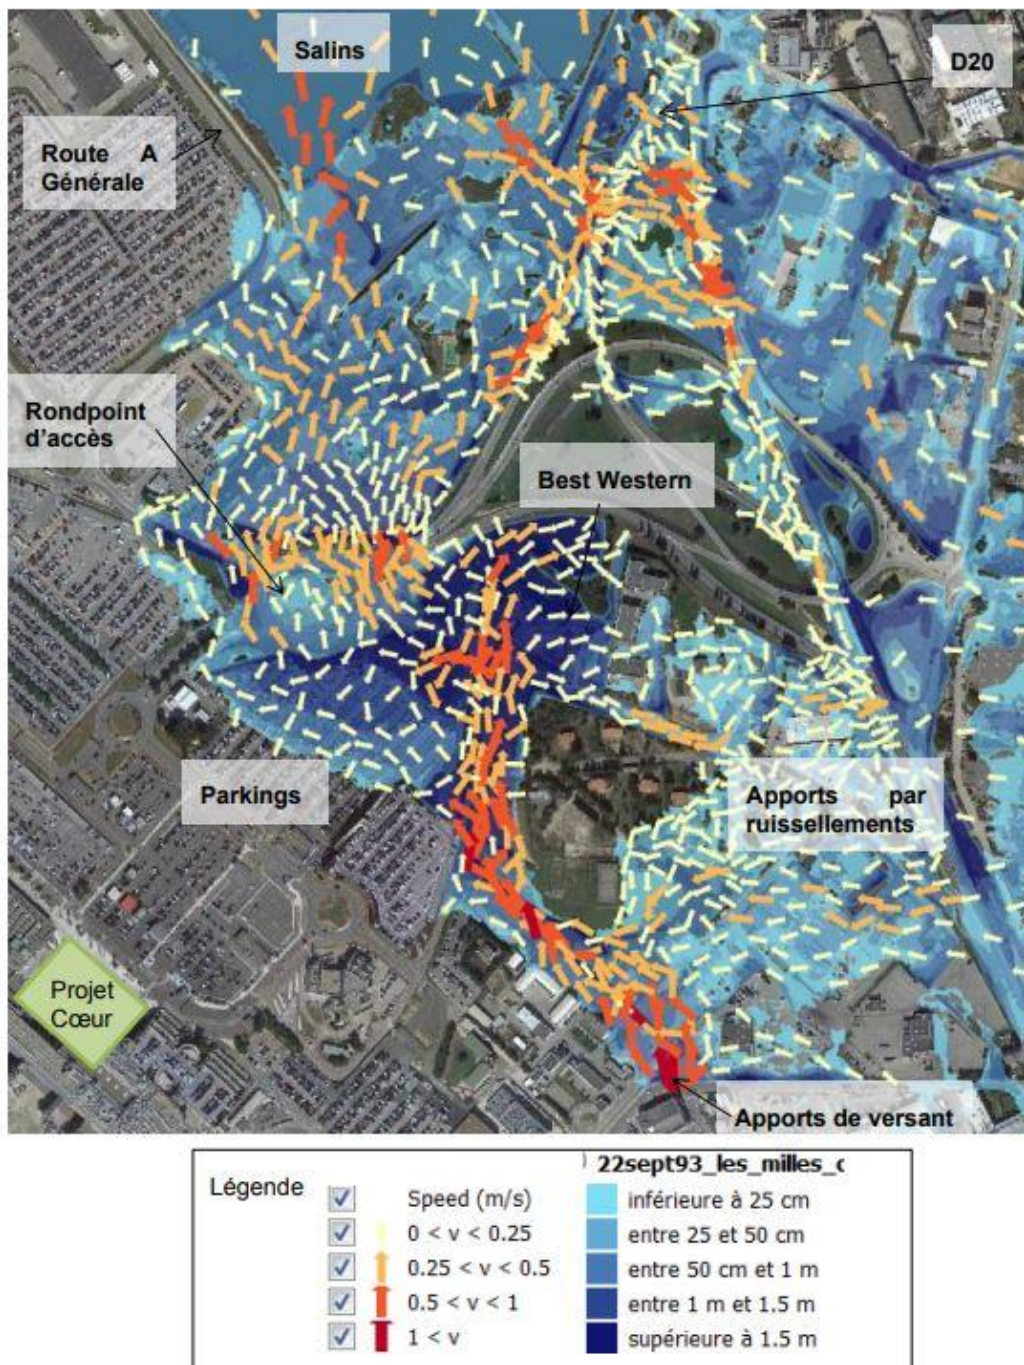 Salins
D20
Route A
Générale
Rondpoint
d'accès
Best Western
Parkings
Apports par
ruissellements
Projet
Cœur
Apports de versant
Légende
Speed (m/s)
0 < v < 0.25
0.25 < v < 0.5
0.5 < v < 1
1 < v
22sept93_les_milles_c
inférieure à 25 cm
entre 25 et 50 cm
entre 50 cm et 1 m
entre 1 m et 1.5 m
supérieure à 1.5 m